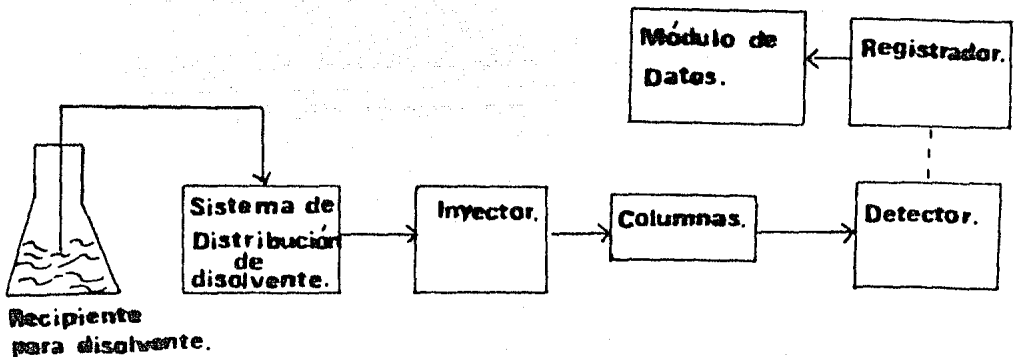 Módulo de
Datos.
Registrador.
Sistema de
Distribución
de
disolvente.
Inyector.
Columnas.
Detector.
Recipiente
para disolvente.